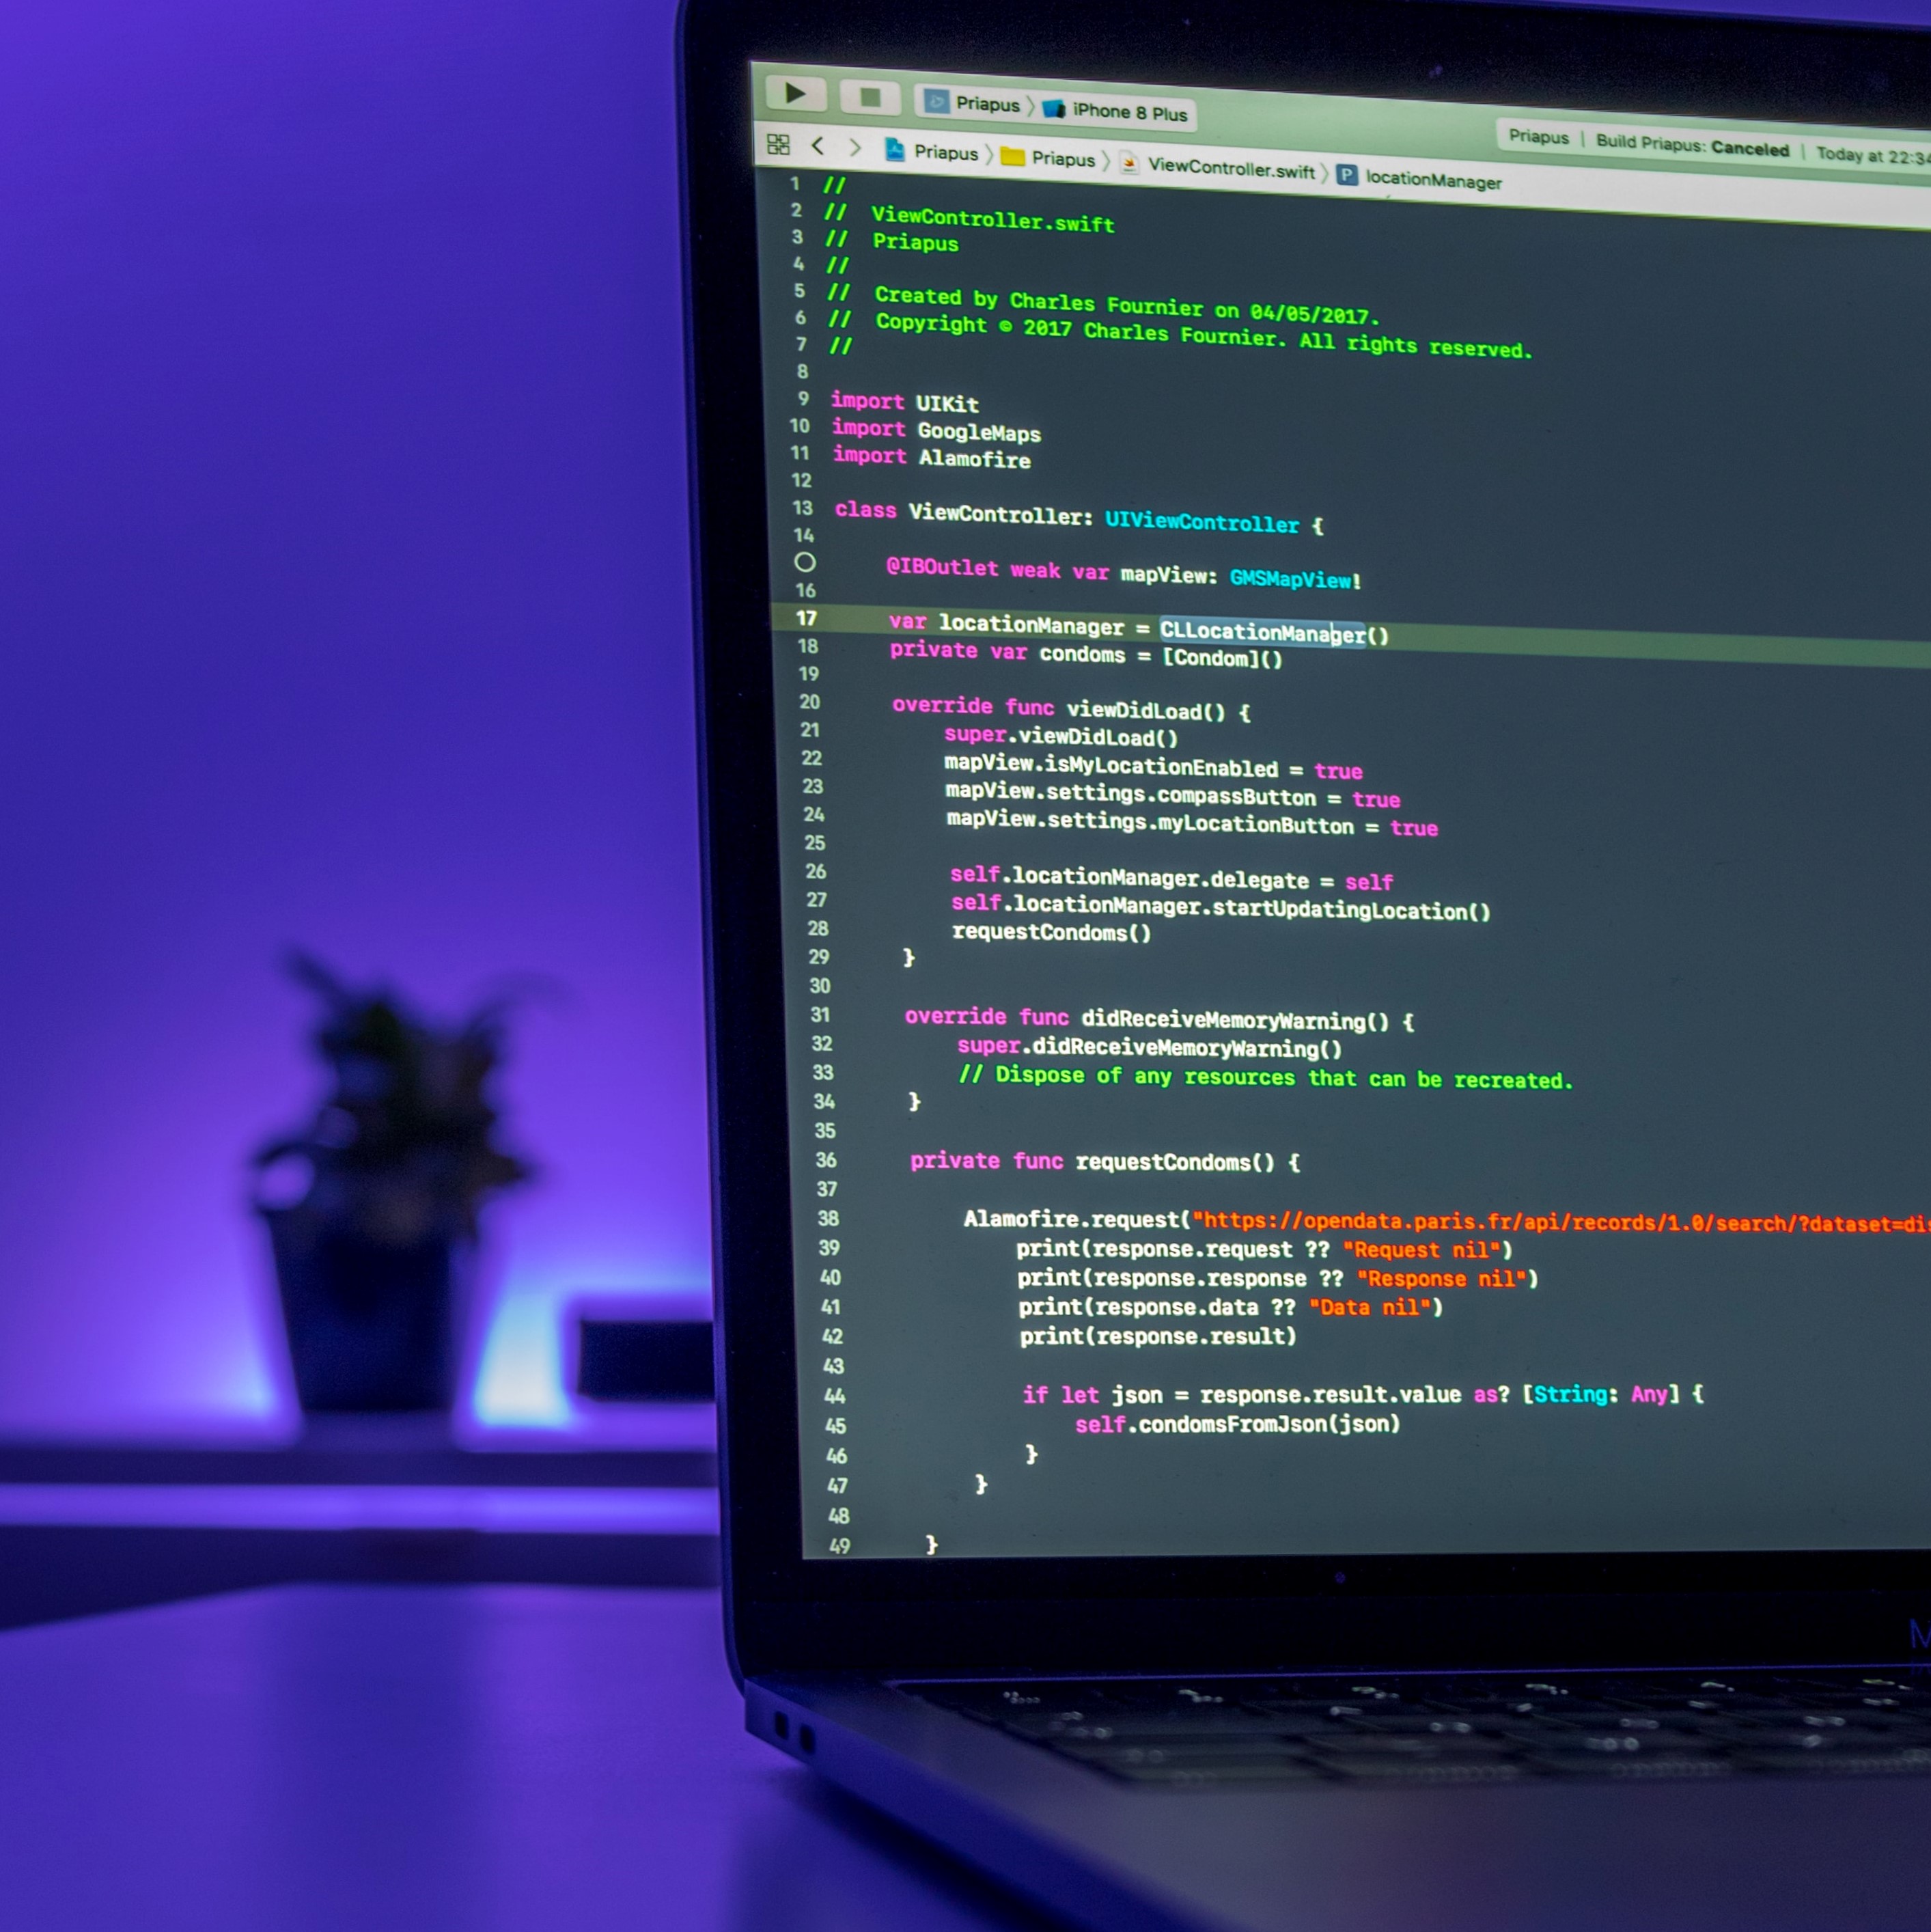 Priapus iPhone 8 Plus
Priapus | Build Priapus: Canceled | Today at 22:34
Priapus Priapus ViewController.swift P locationManager
1 //
2 // ViewController.swift
3 // Priapus
4 //
5 // Created by Charles Fournier on 04/05/2017.
6 // Copyright © 2017 Charles Fournier. All rights reserved.
7 //
8
9 import UIKit
10 import GoogleMaps
11 import Alamofire
12
13 class ViewController: UIViewController {
14
@IBOutlet weak var mapView: GMSMapView!
16
17 var locationManager = CLLocationManager()
18 private var condoms = [Condom]()
19
20 override func viewDidLoad() {
21 super.viewDidLoad()
22 mapView.isMyLocationEnabled = true
23 mapView.settings.compassButton = true
24 mapView.settings.myLocationButton = true
25
26 self.locationManager.delegate = self
27 self.locationManager.startUpdatingLocation()
28 requestCondoms()
29 }
30
31 override func didReceiveMemoryWarning() {
32 super.didReceiveMemoryWarning()
33 // Dispose of any resources that can be recreated.
34 }
35
36 private func requestCondoms() {
37
38 Alamofire.request("https://opendata.paris.fr/api/records/1.0/search/?dataset=di
39 print(response.request ?? "Request nil")
40 print(response.response ?? "Response nil")
41 print(response.data ?? "Data nil")
42 print(response.result)
43
44 if let json = response.result.value as? [String: Any] {
45 self.condomsFromJson(json)
46 }
47 }
48
49 }